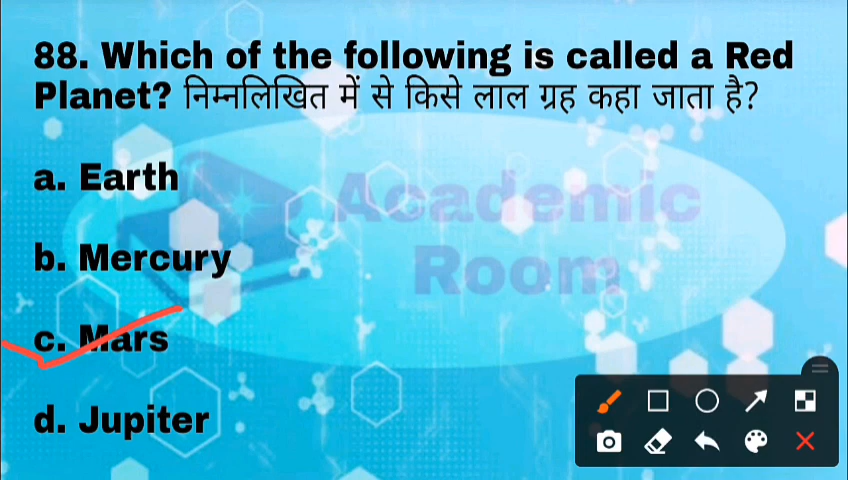 88. Which of the following is called a Red
Planet? निम्नलिखित में से किसे लाल ग्रह कहा जाता है?
a. Earth
Academic
b. Mercury
Room
c. Mars
d. Jupiter